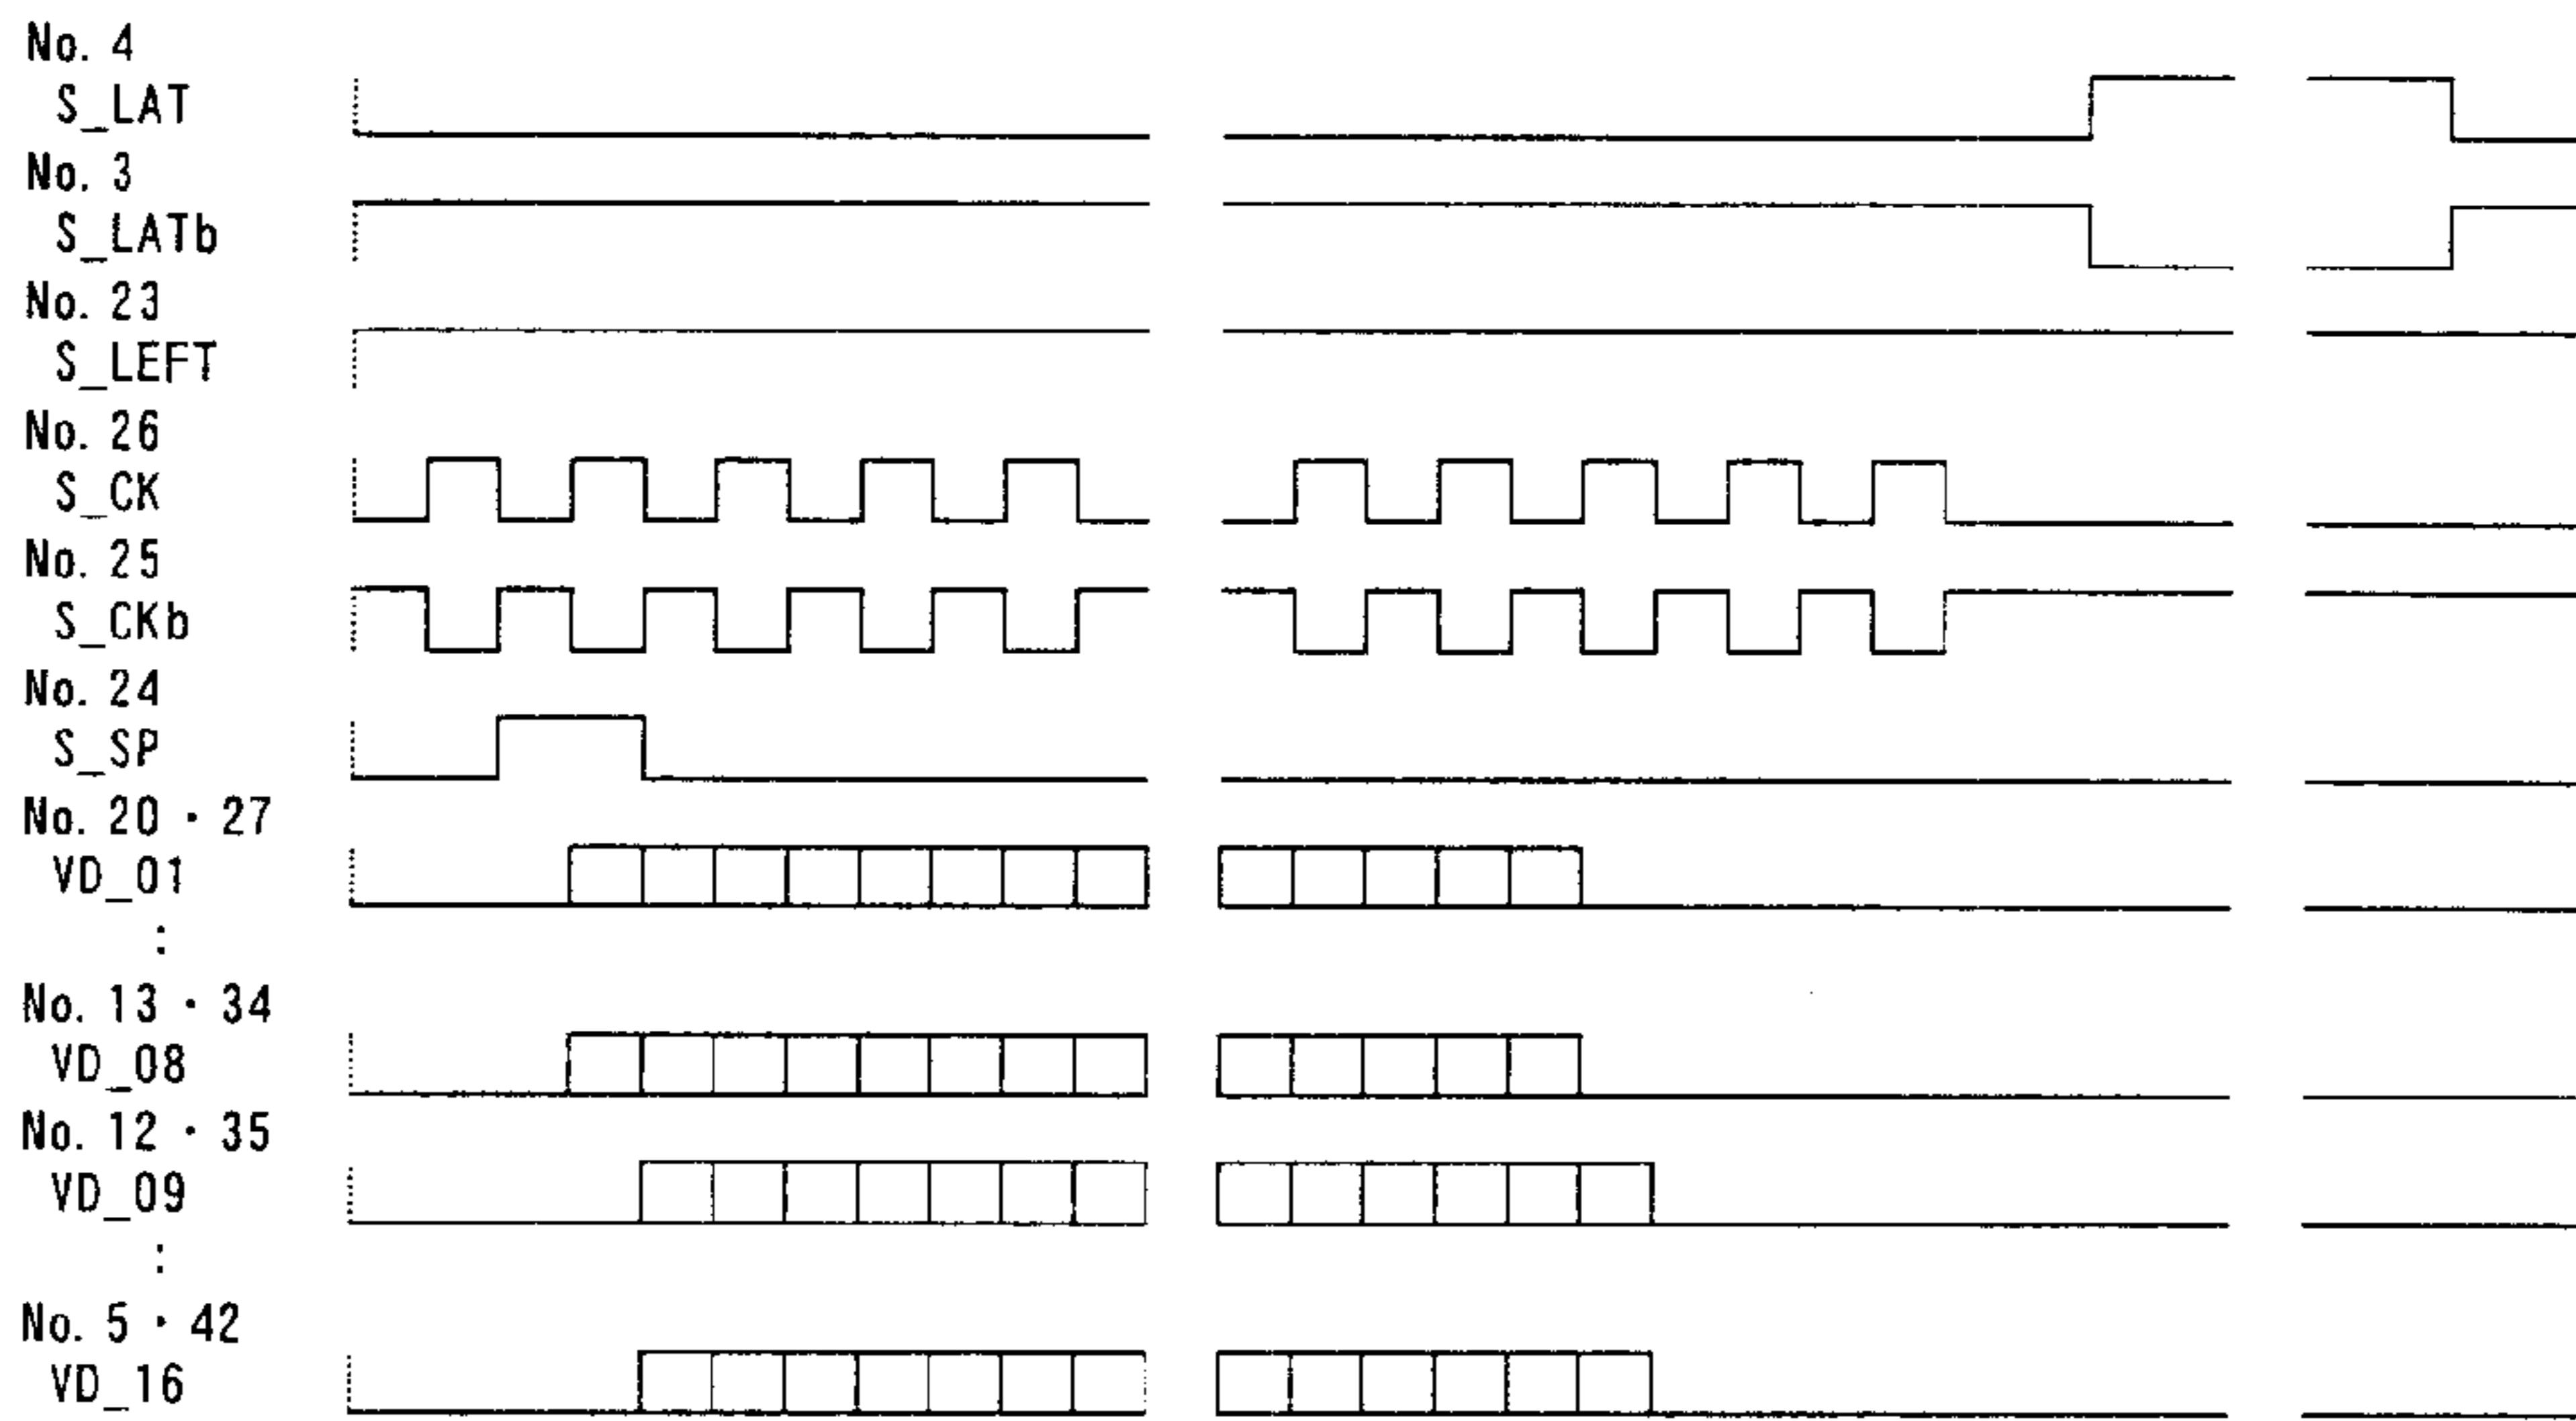 No. 4
S_LAT
No. 3
S_LATb
No. 23
S_LEFT
No. 26
S_CK
No. 25
S_CKb
No. 24
S_SP
No. 20・27
VD_01
:
No. 13・34
VD_08
No. 12・35
VD_09
:
No. 5・42
VD_16